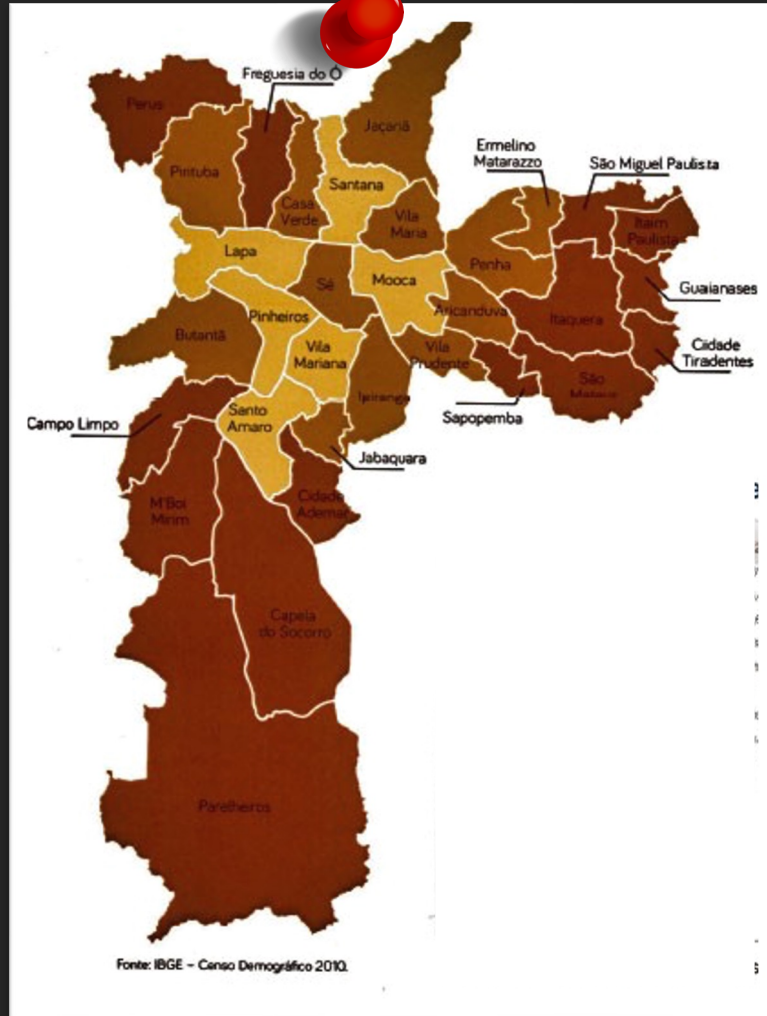 Freguesia do Ó
Perus
Jaçanã
Ermelino
Matarazzo
São Miguel Paulista
Pirituba
Santana
Casa
Verde
Vila
Maria
Itaim
Paulista
Lapa
Sé
Mooca
Penha
Guaianases
Pinheiros
Aricanduva
Itaquera
Butantã
Vila
Mariana
Vila
Prudente
Cidade
Tiradentes
São
Mateus
Ipiranga
Campo Limpo
Santo
Amaro
Sapopemba
Jabaquara
M'Boi
Mirim
Cidade
Ademar
Capela
do Socorro
Parelheiros
Fonte: IBGE – Censo Demográfico 2010.